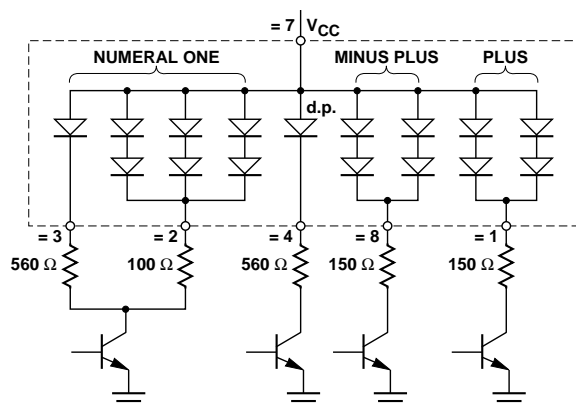 = 7 VCC
NUMERAL ONE
MINUS PLUS
PLUS
d.p.
= 3
= 2
= 4
= 8
= 1
560 Ω
100 Ω
560 Ω
150 Ω
150 Ω